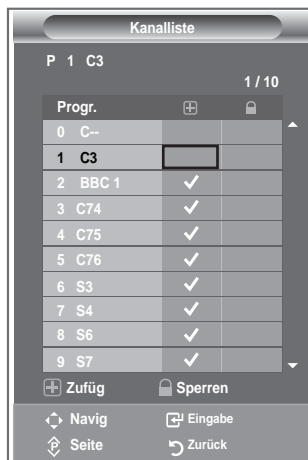 Kanalliste
P 1 C3
1 / 10
Progr.
0 C--
1 C3
2 BBC 1
3 C74
4 C75
5 C76
6 S3
7 S4
8 S6
9 S7
Zufüg Sperren
Navig Eingabe
P Seite Zurück